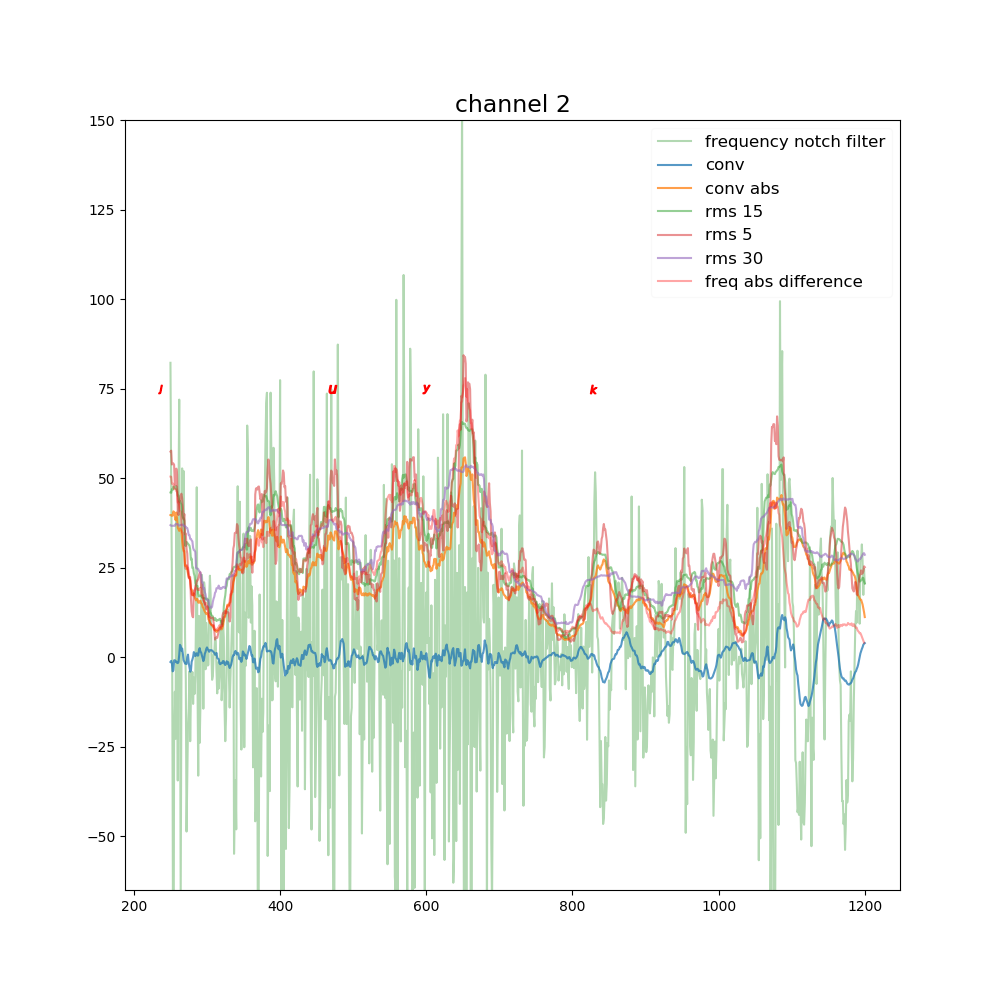 channel 2
150
125
100
75
50
25
0
−25
−50
frequency notch filter
conv
conv abs
rms 15
rms 5
rms 30
freq abs difference
j u y k
200 400 600 800 1000 1200